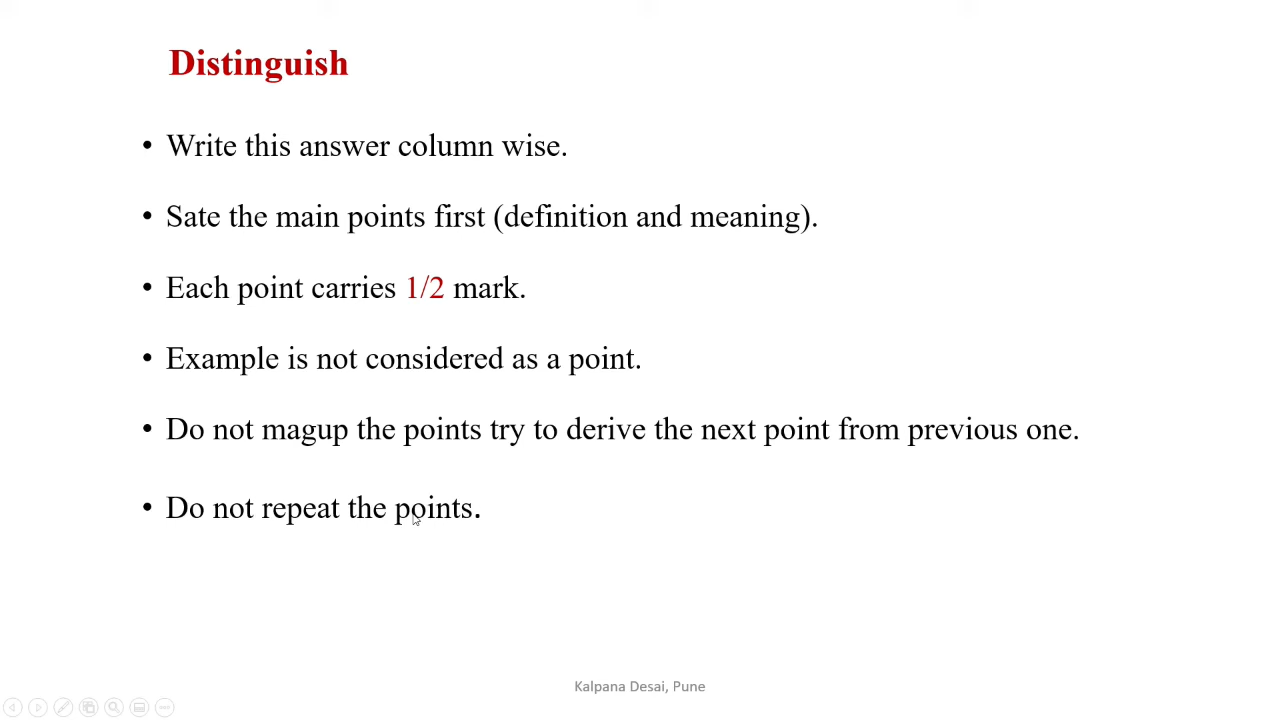 Distinguish
• Write this answer column wise.
• Sate the main points first (definition and meaning).
• Each point carries 1/2 mark.
• Example is not considered as a point.
• Do not magup the points try to derive the next point from previous one.
• Do not repeat the points.
Kalpana Desai, Pune